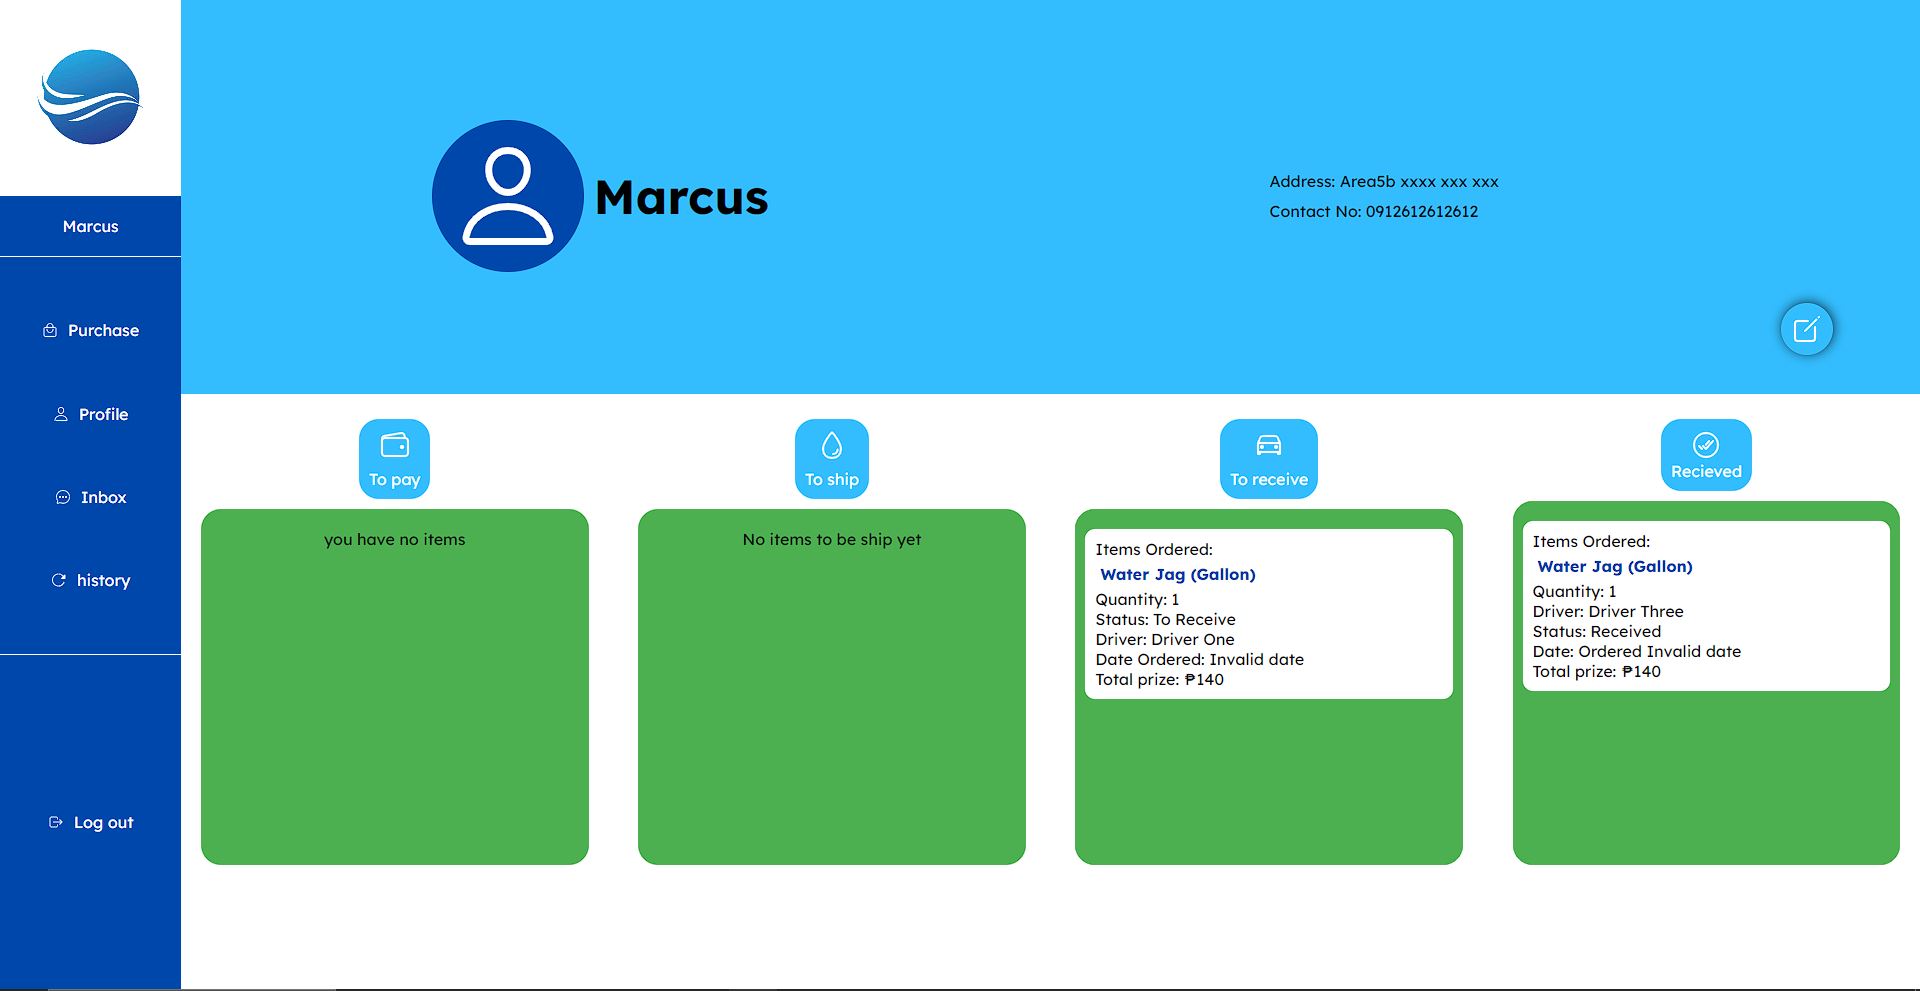 Marcus
Purchase
Profile
Inbox
history
Log out
Marcus
Address: Area5b xxxx xxx xxx
Contact No: 0912612612612
To pay
you have no items
To ship
No items to be ship yet
To receive
Items Ordered:
Water Jag (Gallon)
Quantity: 1
Status: To Receive
Driver: Driver One
Date Ordered: Invalid date
Total prize: ₱140
Recieved
Items Ordered:
Water Jag (Gallon)
Quantity: 1
Driver: Driver Three
Status: Received
Date: Ordered Invalid date
Total prize: ₱140